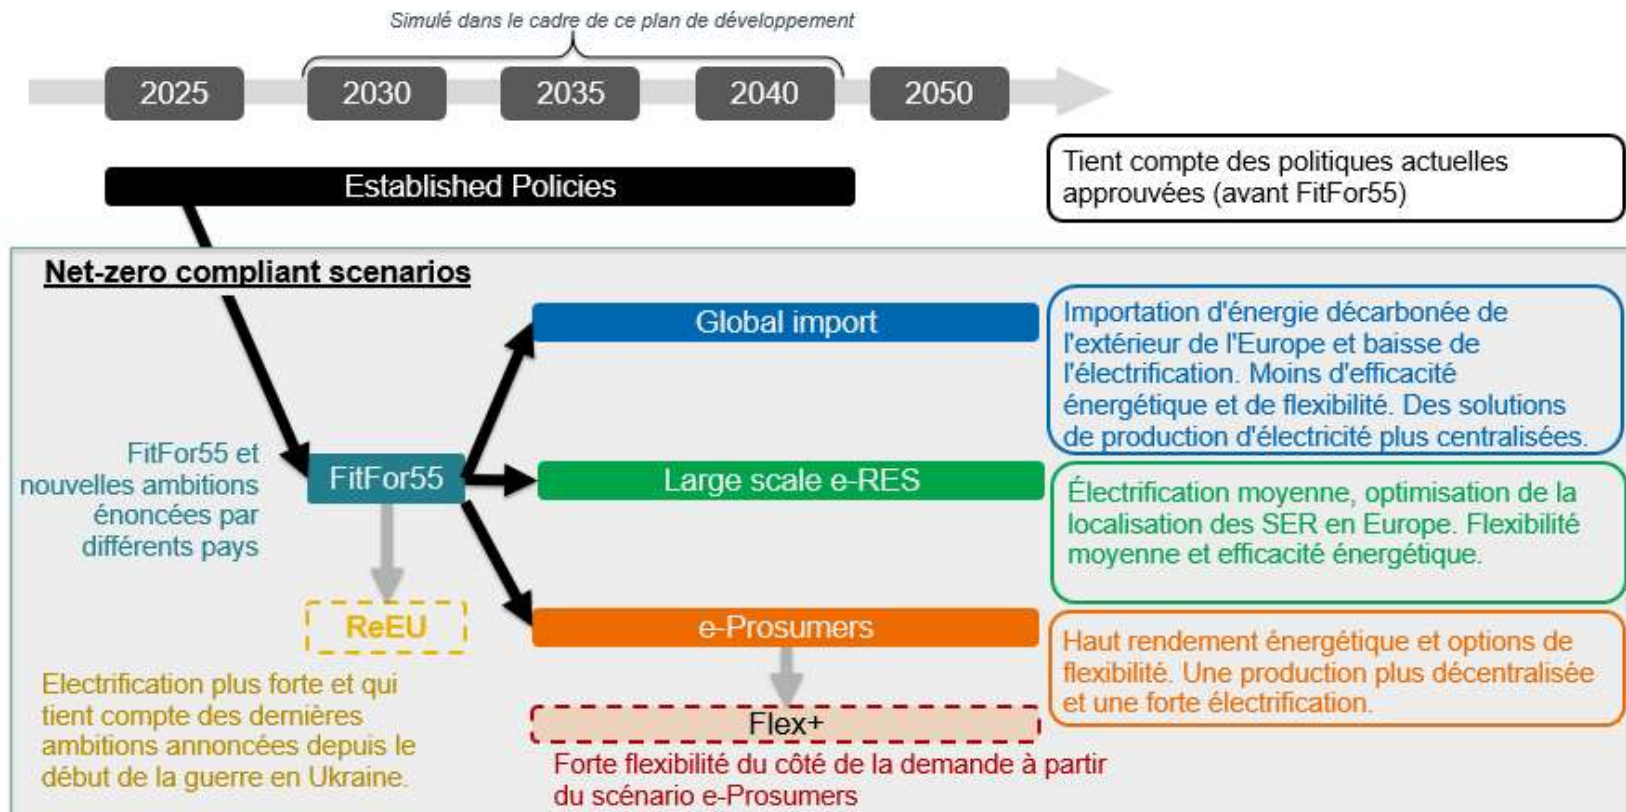 Simulé dans le cadre de ce plan de développement
2025
2030
2035
2040
2050
Established Policies
Tient compte des politiques actuelles
approuvées (avant FitFor55)
Net-zero compliant scenarios
Global import
Importation d'énergie décarbonée de
l'extérieur de l'Europe et baisse de
l'électrification. Moins d'efficacité
énergétique et de flexibilité. Des solutions
de production d'électricité plus centralisées.
FitFor55 et
nouvelles ambitions
énoncées par
différents pays
FitFor55
Large scale e-RES
Électrification moyenne, optimisation de la
localisation des SER en Europe. Flexibilité
moyenne et efficacité énergétique.
ReEU
Electrification plus forte et qui
tient compte des dernières
ambitions annoncées depuis le
début de la guerre en Ukraine.
e-Prosumers
Haut rendement énergétique et options de
flexibilité. Une production plus décentralisée
et une forte électrification.
Flex+
Forte flexibilité du côté de la demande à partir
du scénario e-Prosumers